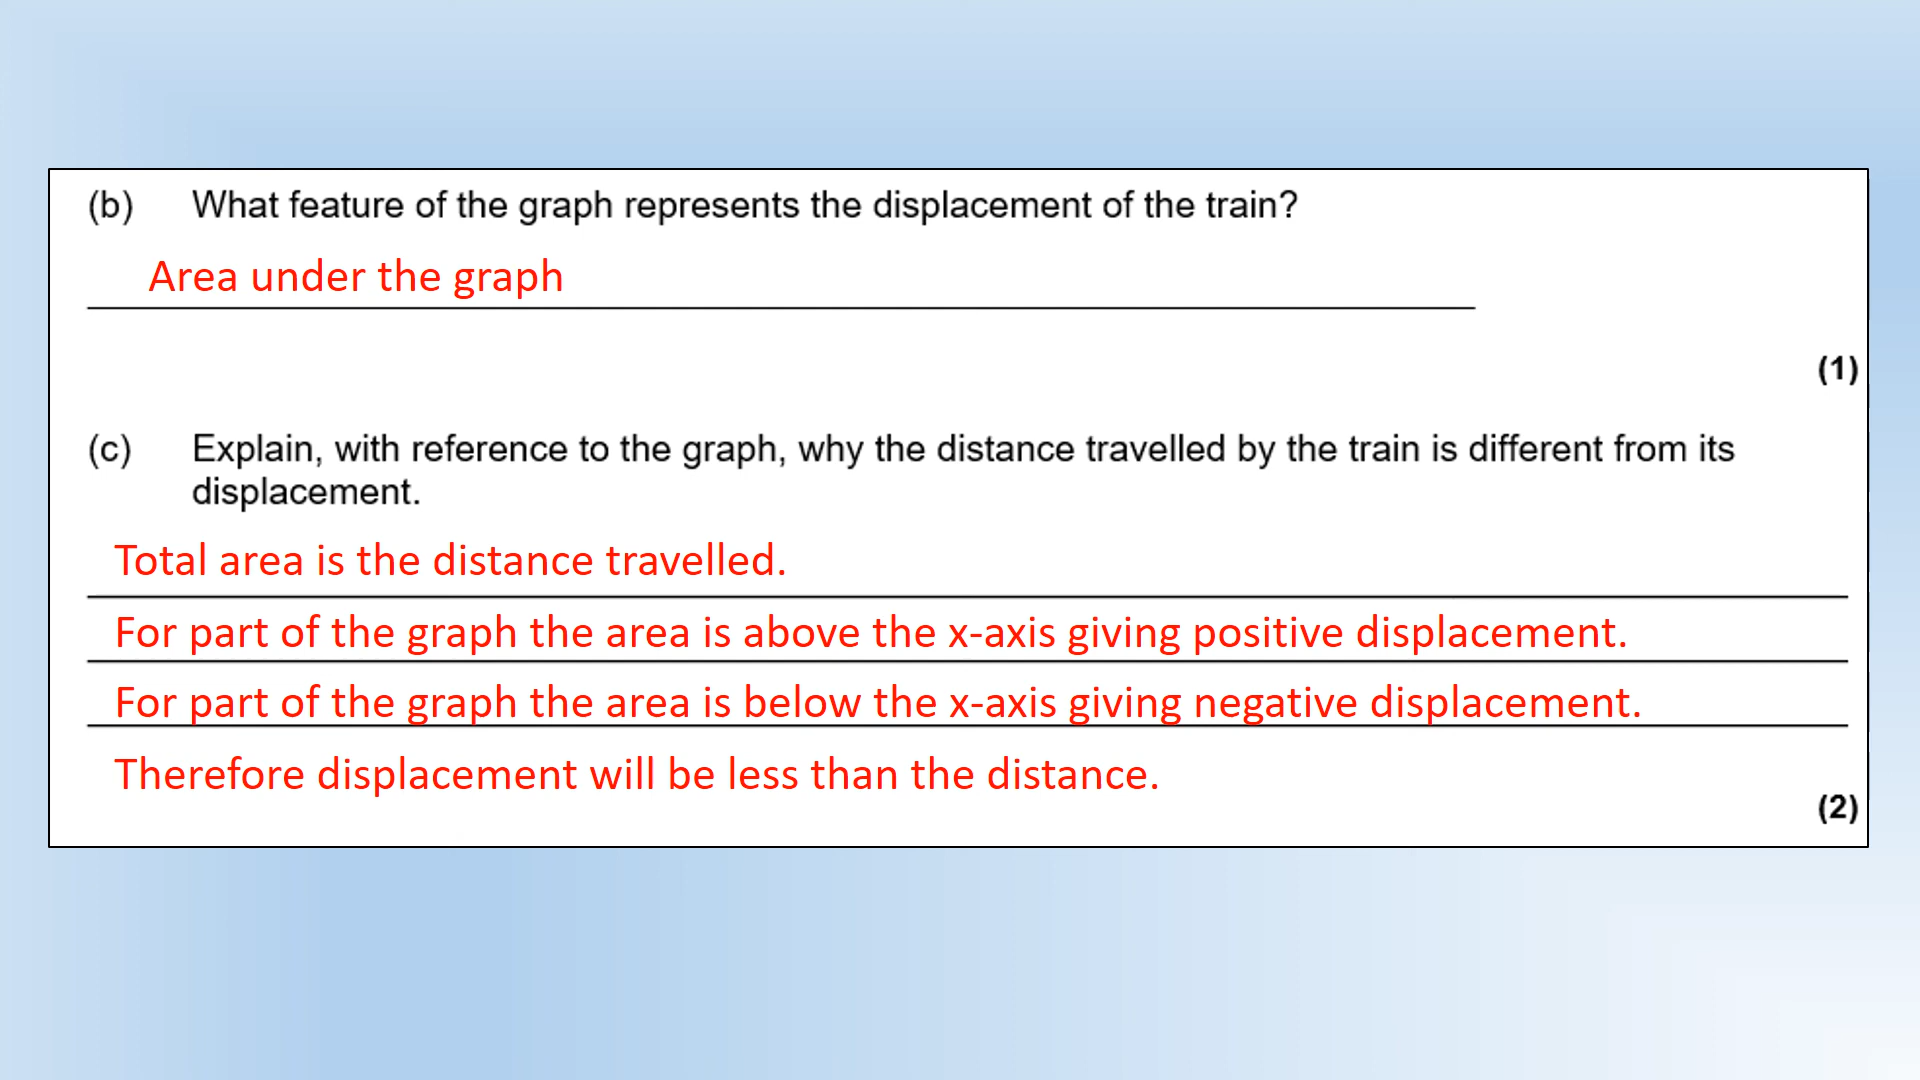 (b) What feature of the graph represents the displacement of the train?
Area under the graph
(1)
(c) Explain, with reference to the graph, why the distance travelled by the train is different from its
displacement.
Total area is the distance travelled.
For part of the graph the area is above the x-axis giving positive displacement.
For part of the graph the area is below the x-axis giving negative displacement.
Therefore displacement will be less than the distance.
(2)